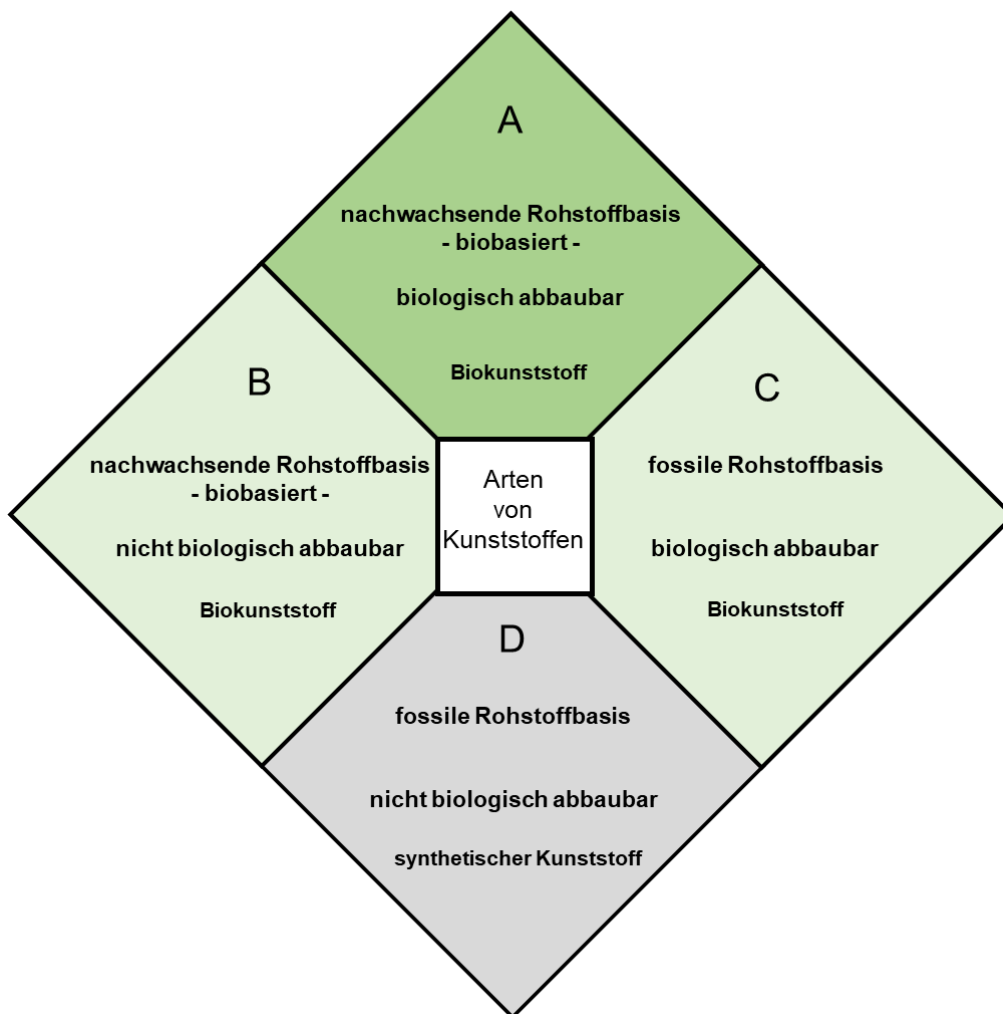 A
nachwachsende Rohstoffbasis
- biobasiert -
biologisch abbaubar
Biokunststoff
B
nachwachsende Rohstoffbasis
- biobasiert -
nicht biologisch abbaubar
Biokunststoff
Arten
von
Kunststoffen
C
fossile Rohstoffbasis
biologisch abbaubar
Biokunststoff
D
fossile Rohstoffbasis
nicht biologisch abbaubar
synthetischer Kunststoff